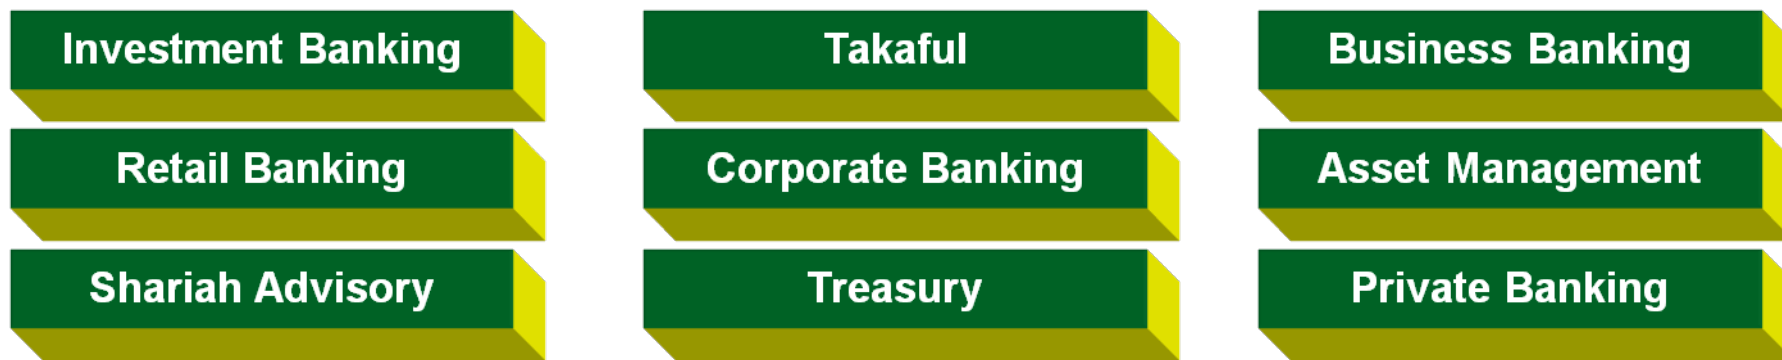 Investment Banking
Takaful
Business Banking
Retail Banking
Corporate Banking
Asset Management
Shariah Advisory
Treasury
Private Banking